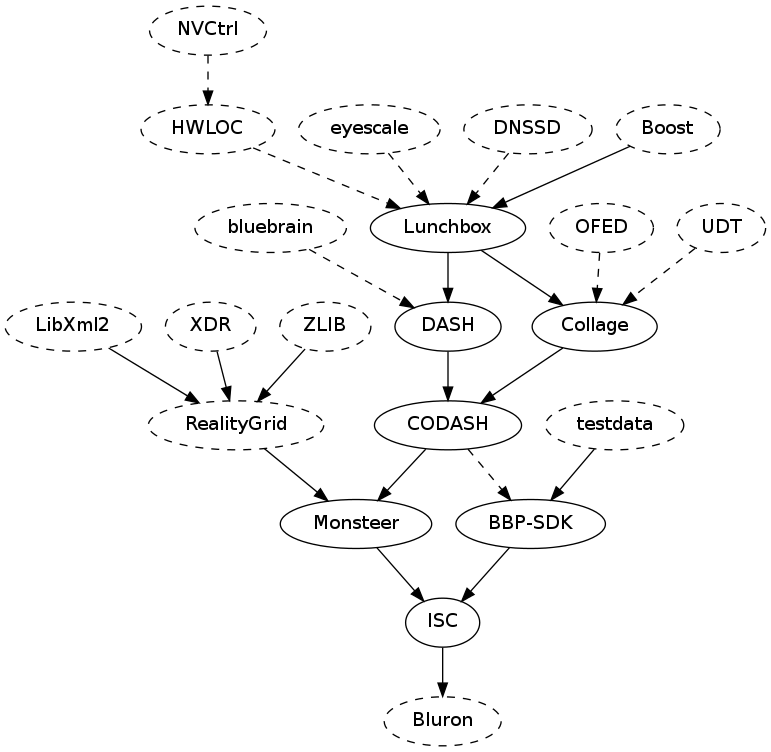 NVCtrl
HWLOC
eyescale
DNSSD
Boost
bluebrain
Lunchbox
OFED
UDT
LibXml2
XDR
ZLIB
DASH
Collage
RealityGrid
CODASH
testdata
Monsteer
BBP-SDK
ISC
Bluron